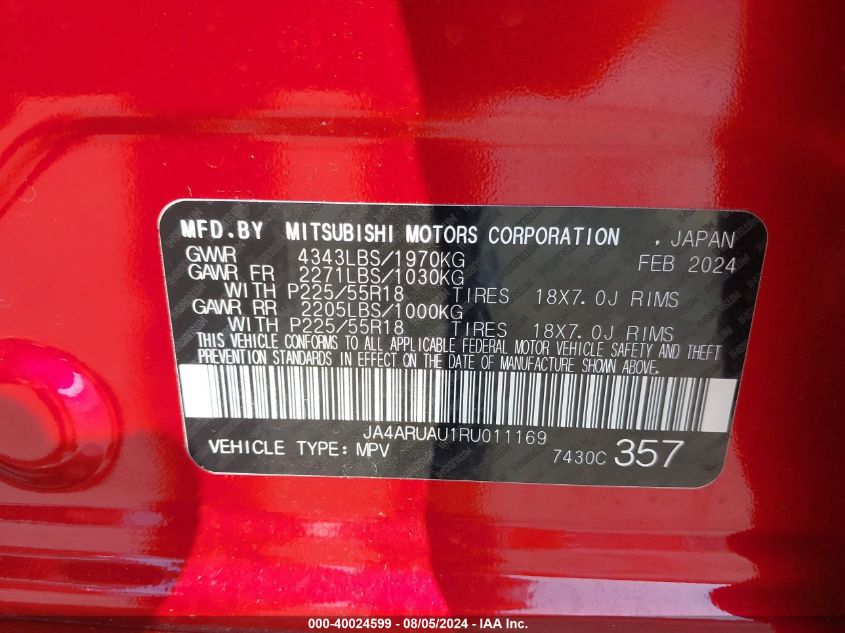 MFD.BY MITSUBISHI MOTORS CORPORATION , JAPAN
GVWR 4343LBS/1970KG FEB 2024
GAWR FR 2271LBS/1030KG
WITH P225/55R18 TIRES 18X7.0J RIMS
GAWR RR 2205LBS/1000KG
WITH P225/55R18 TIRES 18X7.0J RIMS
THIS VEHICLE CONFORMS TO ALL APPLICABLE FEDERAL MOTOR VEHICLE SAFETY AND THEFT
PREVENTION STANDARDS IN EFFECT ON THE DATE OF MANUFACTURE SHOWN ABOVE.
JA4ARUAU1RU011169
VEHICLE TYPE: MPV 7430C 357
000-40024599 - 08/05/2024 - IAA Inc.